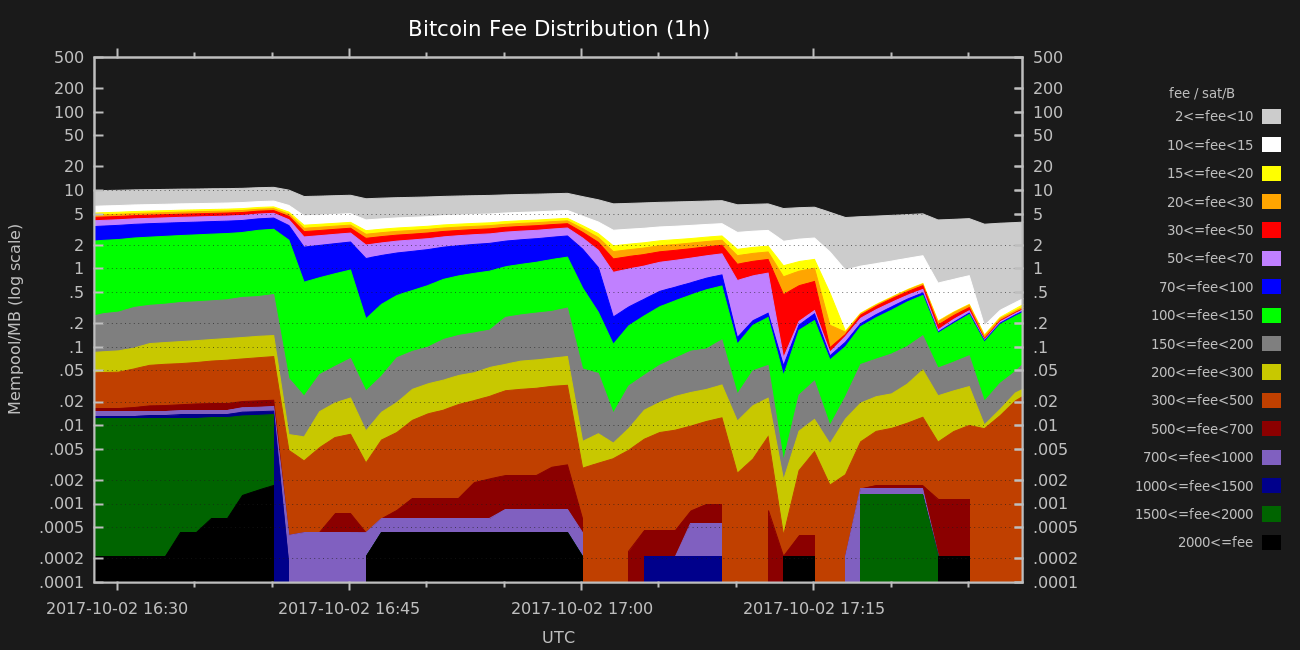 Bitcoin Fee Distribution (1h)
500 500
200 200
100 100
50 50
20 20
10 10
5 5
2 2
1 1
.5 .5
.2 .2
.1 .1
.05 .05
.02 .02
.01 .01
.005 .005
.002 .002
.001 .001
.0005 .0005
.0002 .0002
.0001 .0001
Mempool/MB (log scale)
2017-10-02 16:30 2017-10-02 16:45 2017-10-02 17:00 2017-10-02 17:15
UTC
fee / sat/B
2<=fee<10
10<=fee<15
15<=fee<20
20<=fee<30
30<=fee<50
50<=fee<70
70<=fee<100
100<=fee<150
150<=fee<200
200<=fee<300
300<=fee<500
500<=fee<700
700<=fee<1000
1000<=fee<1500
1500<=fee<2000
2000<=fee